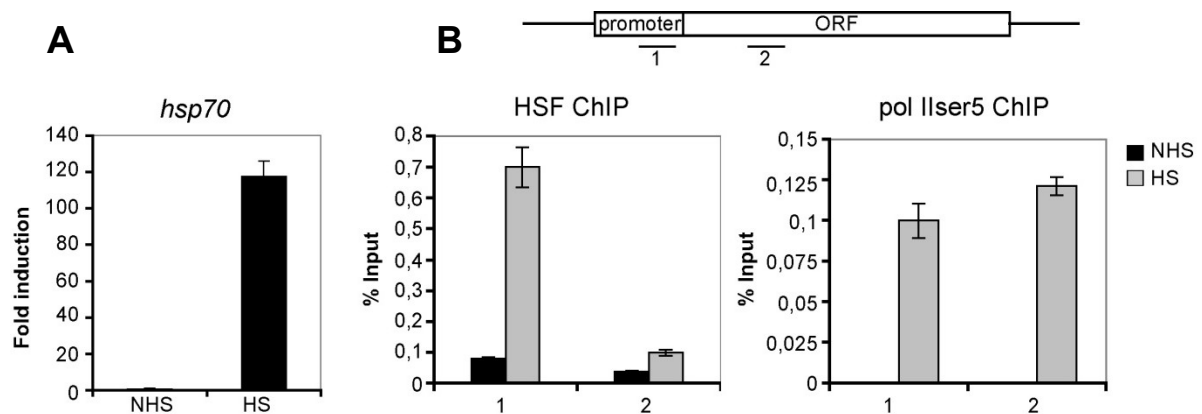 A
B
promoter ORF
1 2
hsp70
Fold induction
140
120
100
80
60
40
20
0
NHS HS
HSF ChIP
% Input
0,8
0,7
0,6
0,5
0,4
0,3
0,2
0,1
0
1 2
pol IIser5 ChIP
% Input
0,15
0,125
0,1
0,075
0,05
0,025
0
1 2
NHS
HS